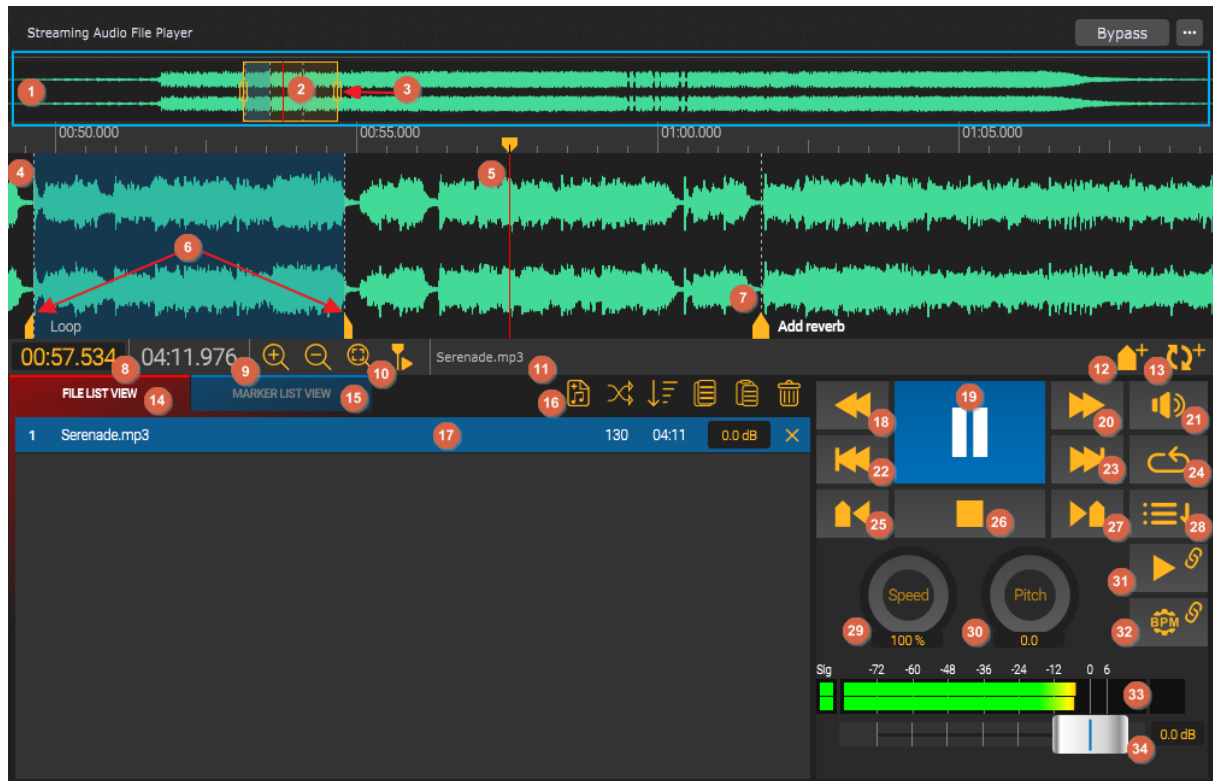 Streaming Audio File Player
Bypass ...
1 2 3
00:50.000 00:55.000 01:00.000 01:05.000
4 5
6
7
Loop Add reverb
00:57.534 04:11.976 Serenade.mp3
8 9 10 11 12 13
FILE LIST VIEW 14 MARKER LIST VIEW 15 16
1 Serenade.mp3 17 130 04:11 0.0 dB
18 19 20 21
22 23 24
25 26 27 28
31
Speed Pitch
29 30 BPM 32
100 % 0.0
Sig -72 -60 -48 -36 -24 -12 0 6
33
0.0 dB
34